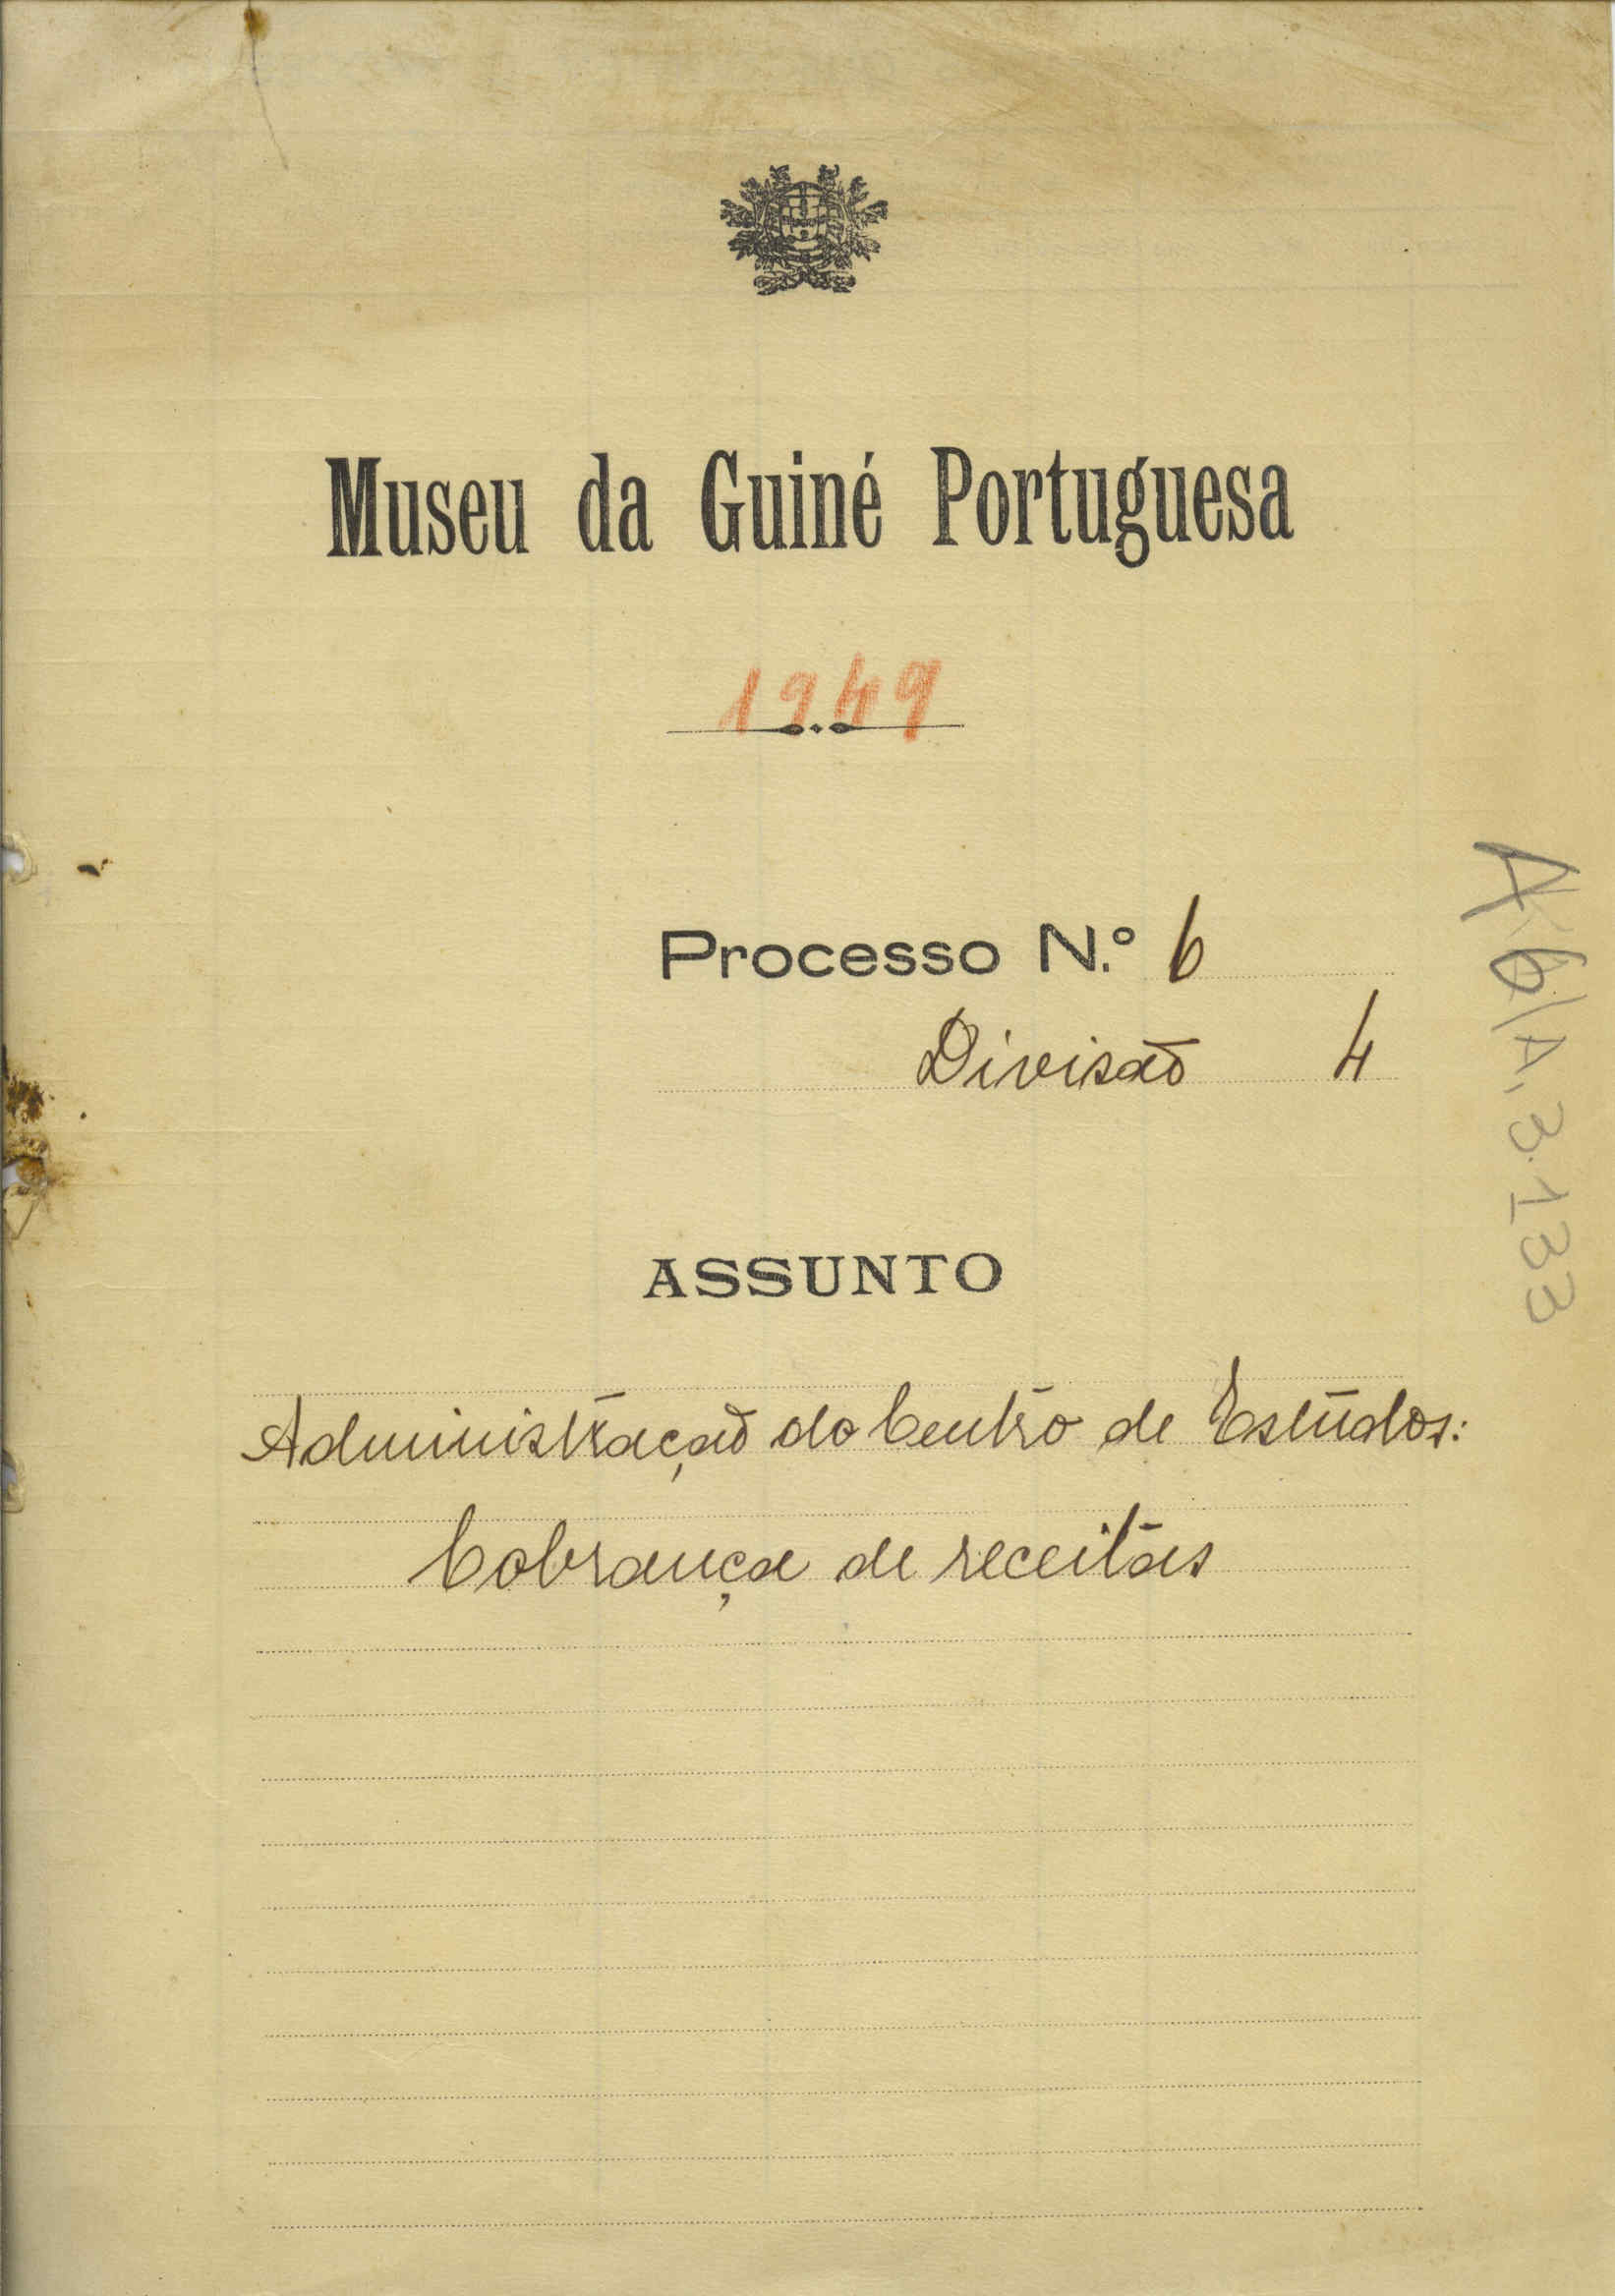 Museu da Guiné Portuguesa
1949
Processo N.º 6
Divisão 4
A6/A.3.133
ASSUNTO
Administração do Centro de Estudos:
Cobrança de receitas